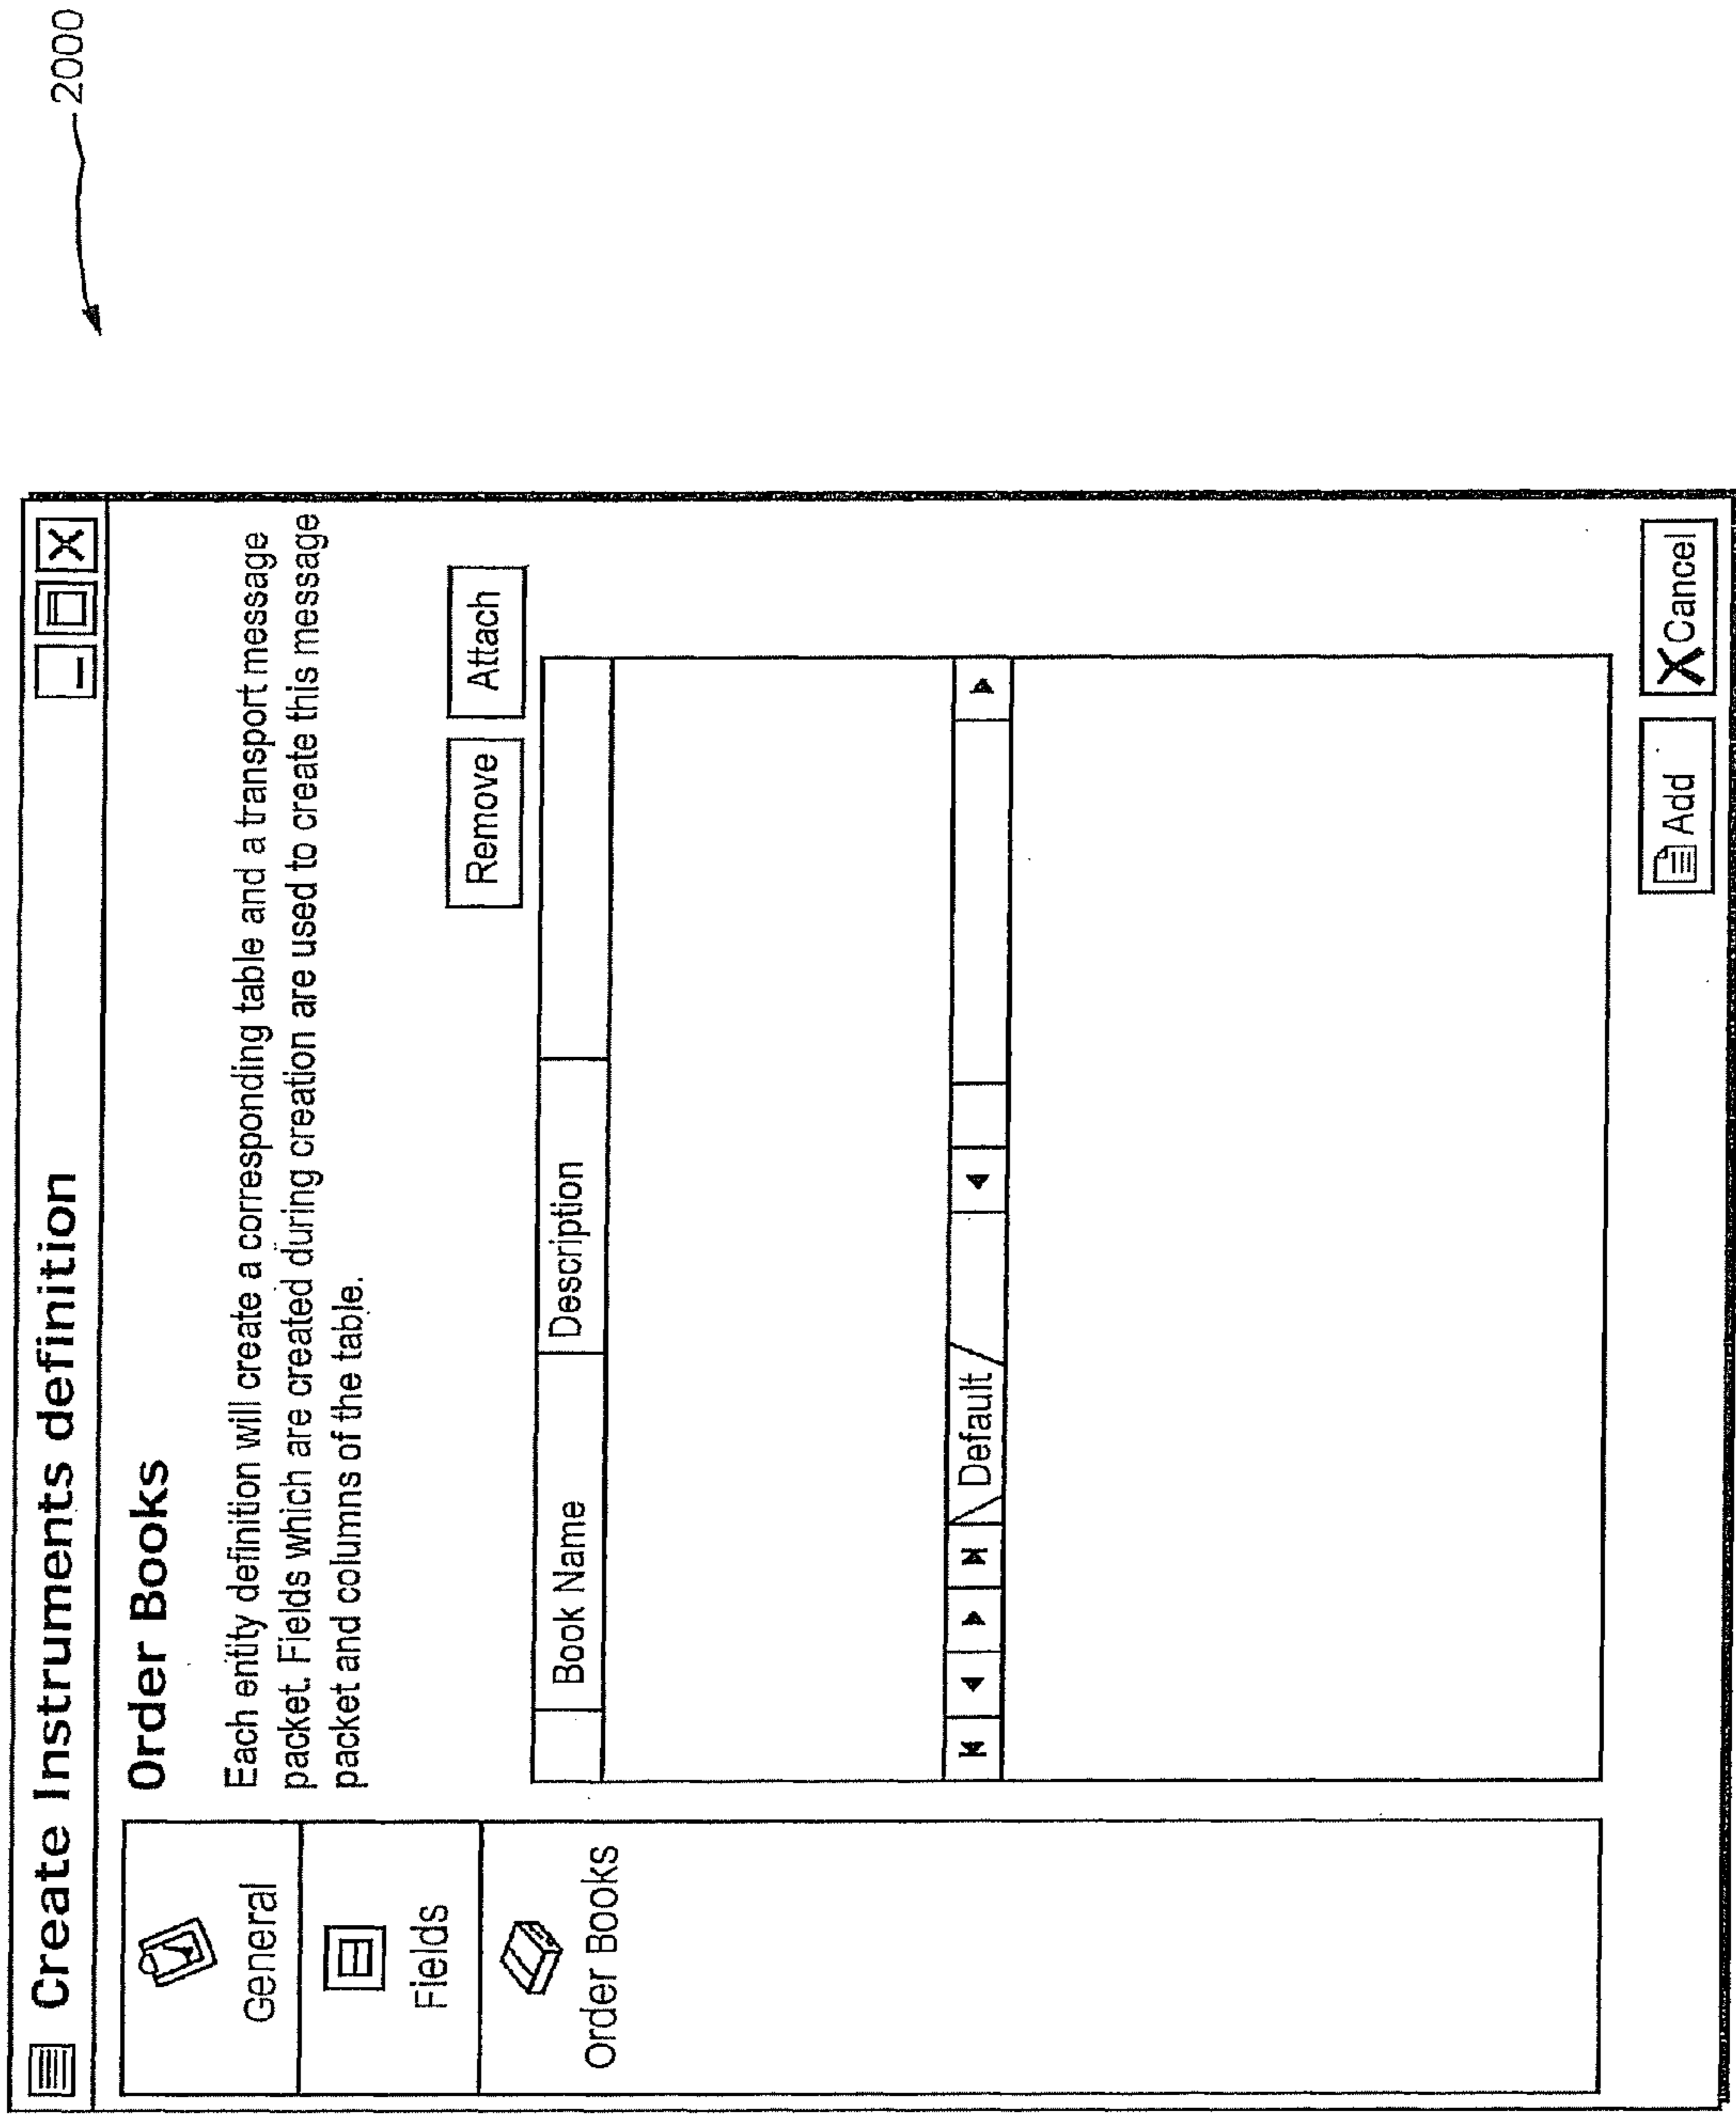 2000
Create Instruments definition
General
Fields
Order Books
Order Books
Each entity definition will create a corresponding table and a transport message
packet. Fields which are created during creation are used to create this message
packet and columns of the table.
Remove Attach
Book Name Description
Default
Add Cancel